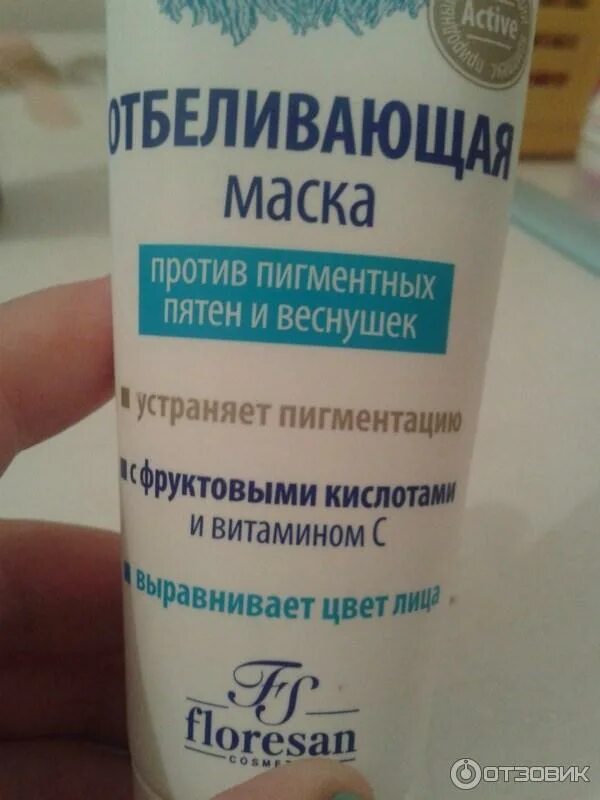 Active
ОТБЕЛИВАЮЩАЯ
маска
против пигментных
пятен и веснушек
устраняет пигментацию
с фруктовыми кислотами
и витамином С
выравнивает цвет лица
FS
floresan
ОТЗОВИК